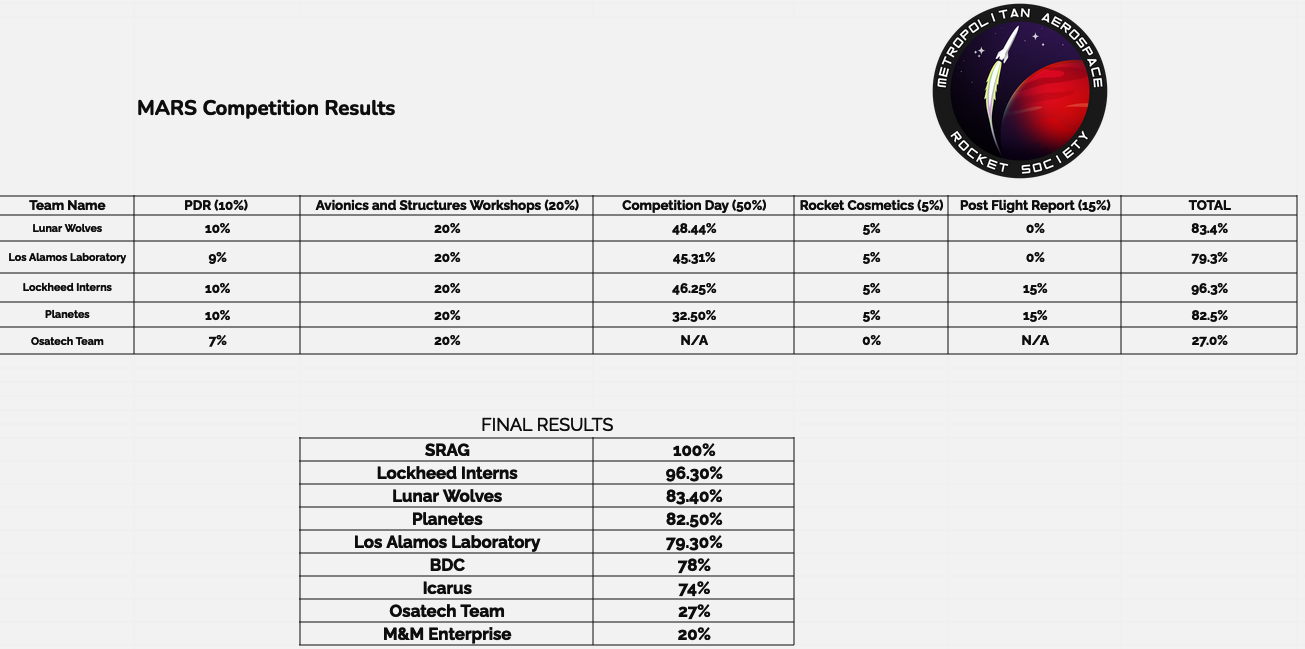 METROPOLITAN AEROSPACE
ROCKET SOCIETY
MARS Competition Results
Team Name PDR (10%) Avionics and Structures Workshops (20%) Competition Day (50%) Rocket Cosmetics (5%) Post Flight Report (15%) TOTAL
Lunar Wolves 10% 20% 48.44% 5% 0% 83.4%
Los Alamos Laboratory 9% 20% 45.31% 5% 0% 79.3%
Lockheed Interns 10% 20% 46.25% 5% 15% 96.3%
Planetes 10% 20% 32.50% 5% 15% 82.5%
Osatech Team 7% 20% N/A 0% N/A 27.0%
FINAL RESULTS
SRAG 100%
Lockheed Interns 96.30%
Lunar Wolves 83.40%
Planetes 82.50%
Los Alamos Laboratory 79.30%
BDC 78%
Icarus 74%
Osatech Team 27%
M&M Enterprise 20%